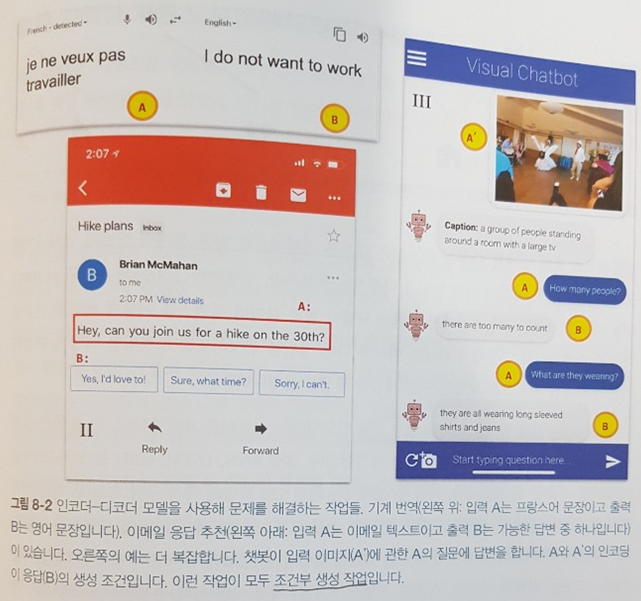 French - detected
English
je ne veux pas
travailler
I do not want to work
A
B
2:07
Hike plans Inbox
B
Brian McMahan
to me
2:07 PM View details
A:
Hey, can you join us for a hike on the 30th?
B:
Yes, I'd love to!
Sure, what time?
Sorry, I can't.
II
Reply
Forward
Visual Chatbot
III
A′
Caption: a group of people standing
around a room with a large tv
A
How many people?
there are too many to count
B
A
What are they wearing?
they are all wearing long sleeved
shirts and jeans
B
Start typing question here...
그림 8-2 인코더-디코더 모델을 사용해 문제를 해결하는 작업들. 기계 번역(왼쪽 위: 입력 A는 프랑스어 문장이고 출력
B는 영어 문장입니다), 이메일 응답 추천(왼쪽 아래: 입력 A는 이메일 텍스트이고 출력 B는 가능한 답변 중 하나입니다)
이 있습니다. 오른쪽의 예는 더 복잡합니다. 챗봇이 입력 이미지(A′)에 관한 A의 질문에 답변을 합니다. A와 A′의 인코딩
이 응답(B)의 생성 조건입니다. 이런 작업이 모두 조건부 생성 작업입니다.